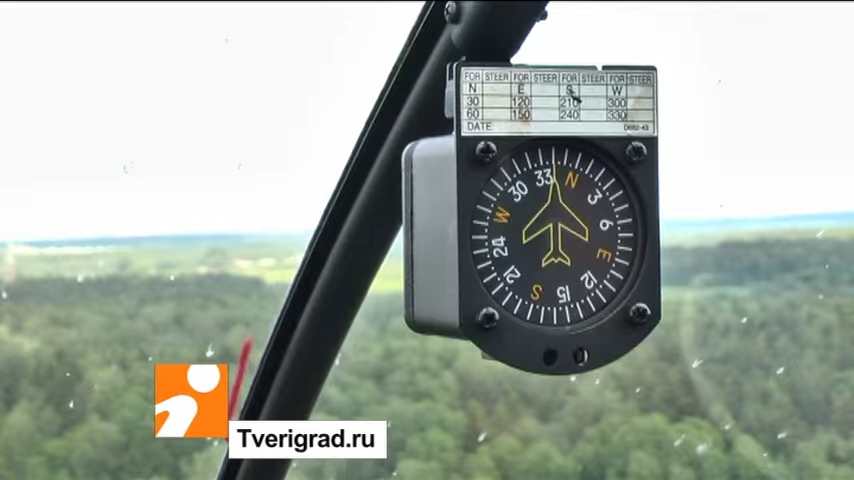 FOR STEER FOR STEER FOR STEER FOR STEER
N E S W
30 120 210 300
60 150 240 330
DATE:
33 N 3 6 E 12 15 S 21 24 W 30
Tverigrad.ru